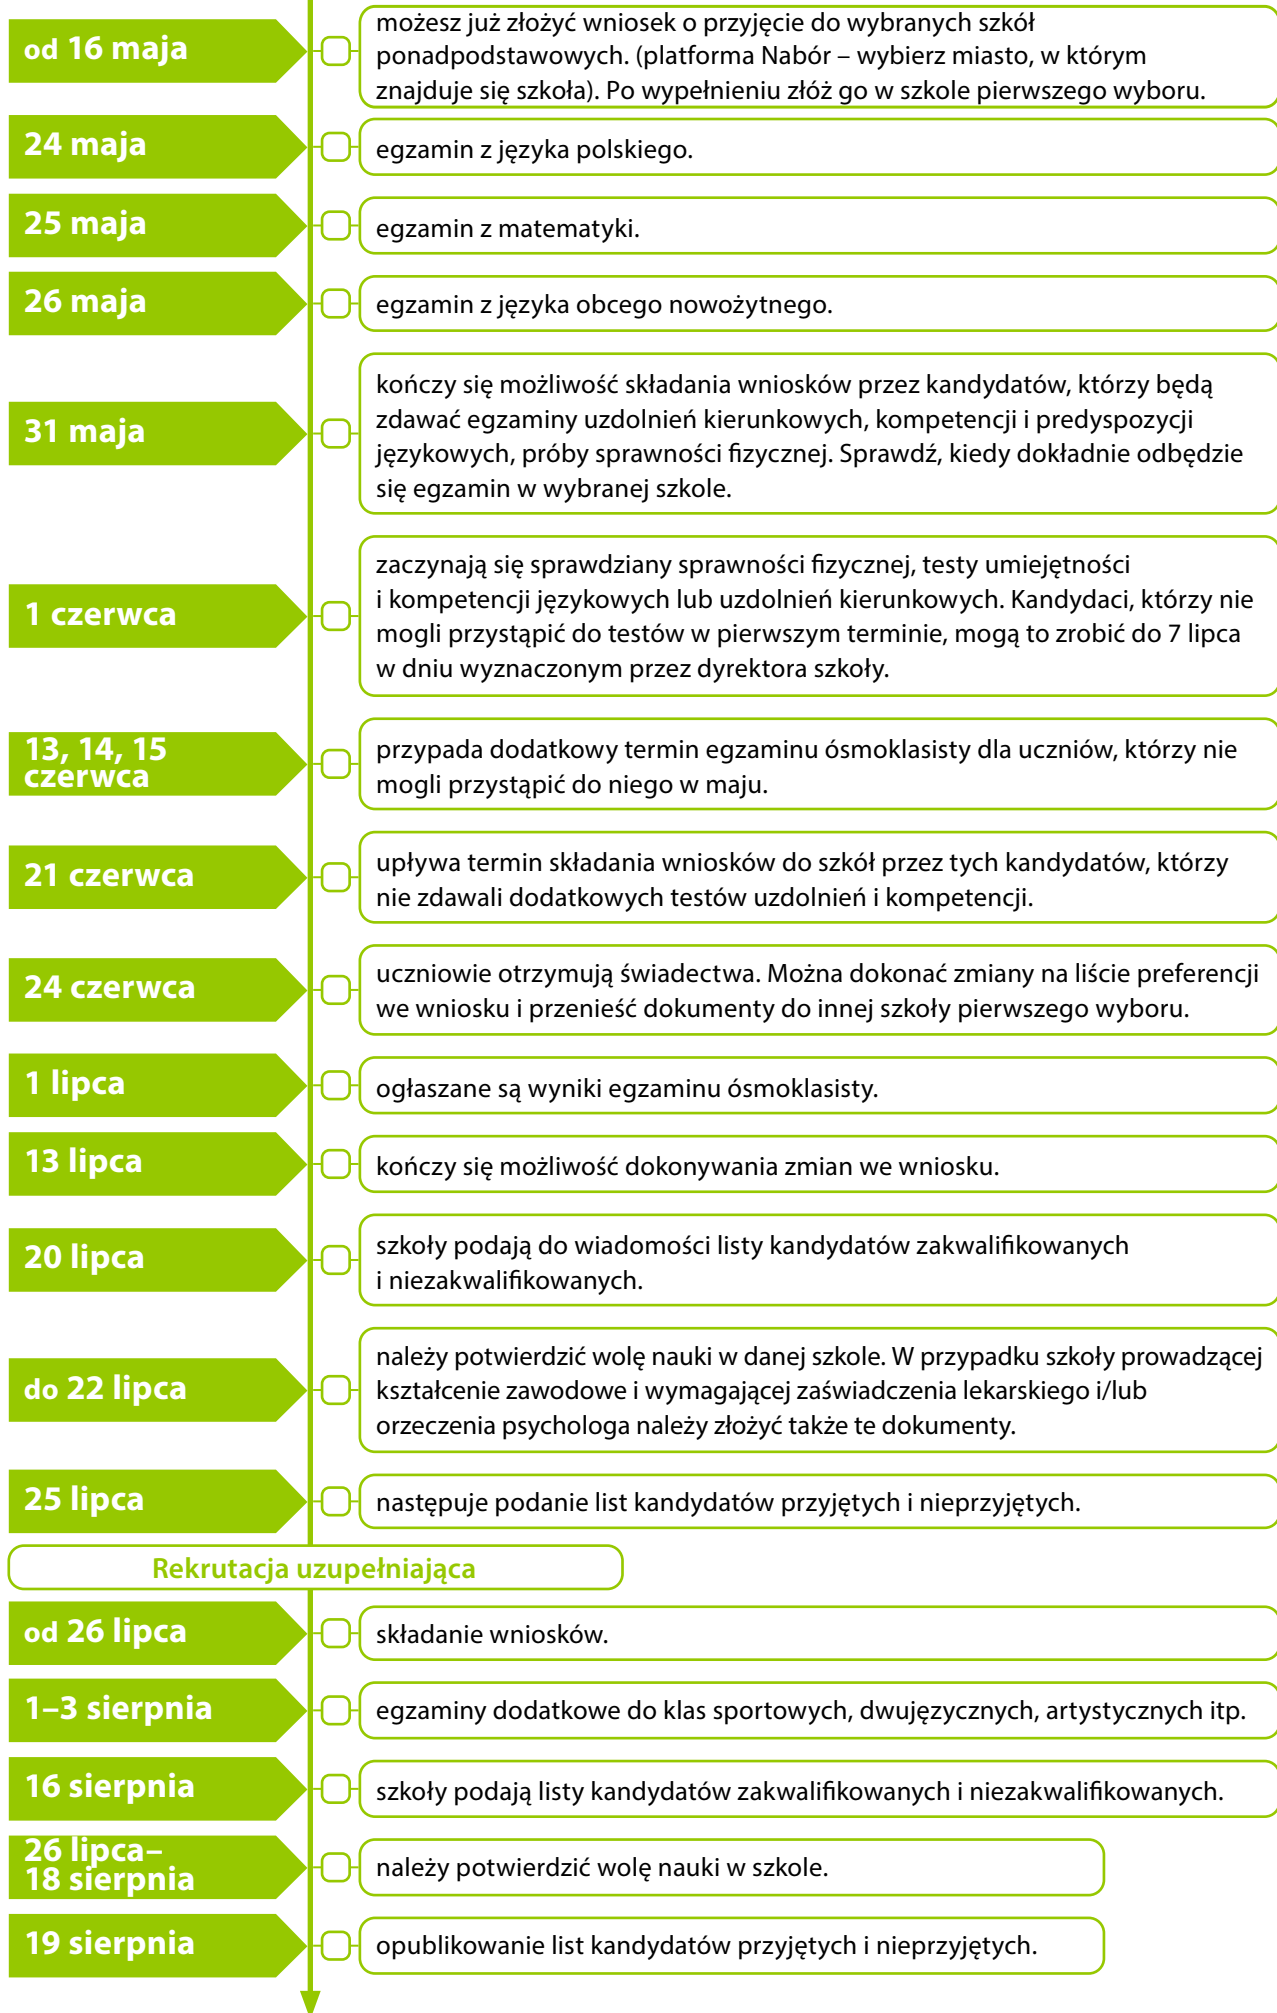 od 16 maja
możesz już złożyć wniosek o przyjęcie do wybranych szkół
ponadpodstawowych. (platforma Nabór – wybierz miasto, w którym
znajduje się szkoła). Po wypełnieniu złóż go w szkole pierwszego wyboru.
24 maja
egzamin z języka polskiego.
25 maja
egzamin z matematyki.
26 maja
egzamin z języka obcego nowożytnego.
31 maja
kończy się możliwość składania wniosków przez kandydatów, którzy będą
zdawać egzaminy uzdolnień kierunkowych, kompetencji i predyspozycji
językowych, próby sprawności fizycznej. Sprawdź, kiedy dokładnie odbędzie
się egzamin w wybranej szkole.
1 czerwca
zaczynają się sprawdziany sprawności fizycznej, testy umiejętności
i kompetencji językowych lub uzdolnień kierunkowych. Kandydaci, którzy nie
mogli przystąpić do testów w pierwszym terminie, mogą to zrobić do 7 lipca
w dniu wyznaczonym przez dyrektora szkoły.
13, 14, 15
czerwca
przypada dodatkowy termin egzaminu ósmoklasisty dla uczniów, którzy nie
mogli przystąpić do niego w maju.
21 czerwca
upływa termin składania wniosków do szkół przez tych kandydatów, którzy
nie zdawali dodatkowych testów uzdolnień i kompetencji.
24 czerwca
uczniowie otrzymują świadectwa. Można dokonać zmiany na liście preferencji
we wniosku i przenieść dokumenty do innej szkoły pierwszego wyboru.
1 lipca
ogłaszane są wyniki egzaminu ósmoklasisty.
13 lipca
kończy się możliwość dokonywania zmian we wniosku.
20 lipca
szkoły podają do wiadomości listy kandydatów zakwalifikowanych
i niezakwalifikowanych.
do 22 lipca
należy potwierdzić wolę nauki w danej szkole. W przypadku szkoły prowadzącej
kształcenie zawodowe i wymagającej zaświadczenia lekarskiego i/lub
orzeczenia psychologa należy złożyć także te dokumenty.
25 lipca
następuje podanie list kandydatów przyjętych i nieprzyjętych.
Rekrutacja uzupełniająca
od 26 lipca
składanie wniosków.
1–3 sierpnia
egzaminy dodatkowe do klas sportowych, dwujęzycznych, artystycznych itp.
16 sierpnia
szkoły podają listy kandydatów zakwalifikowanych i niezakwalifikowanych.
26 lipca–
18 sierpnia
należy potwierdzić wolę nauki w szkole.
19 sierpnia
opublikowanie list kandydatów przyjętych i nieprzyjętych.